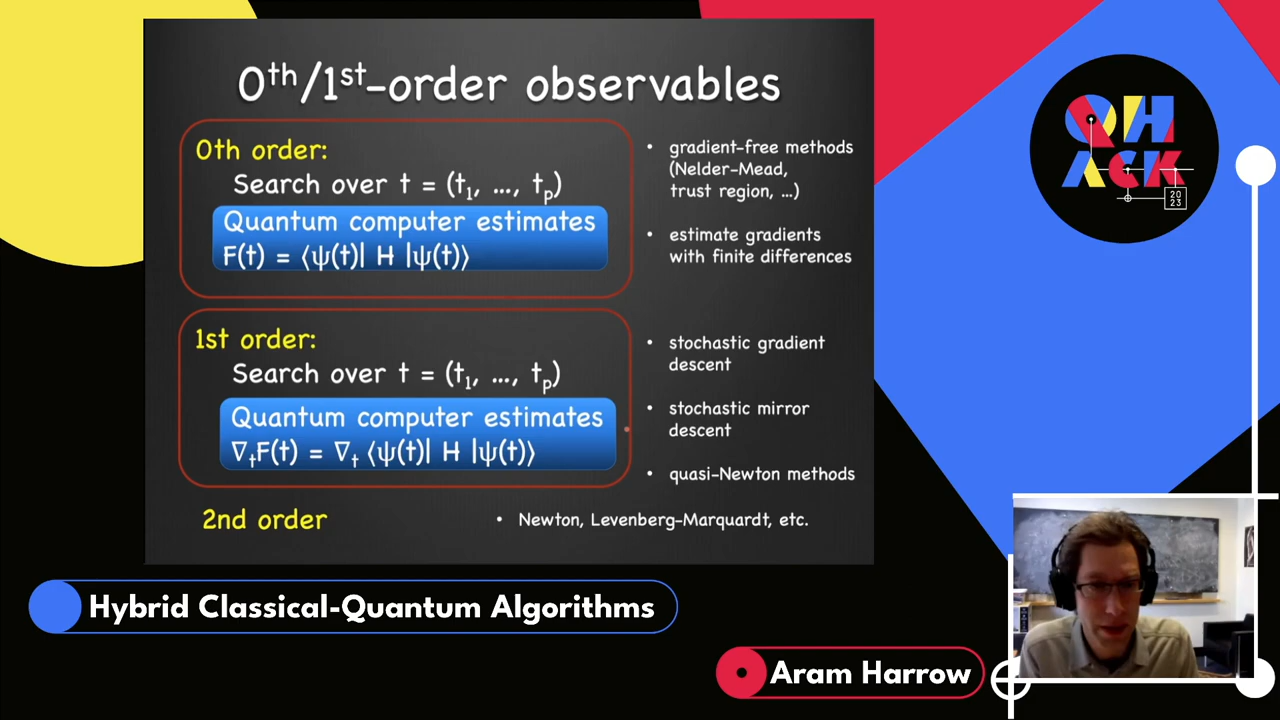 0th/1st-order observables
0th order:
Search over t = (t1, ..., tp)
Quantum computer estimates
F(t) = ⟨ψ(t)| H |ψ(t)⟩
• gradient-free methods
(Nelder-Mead,
trust region, ...)
• estimate gradients
with finite differences
1st order:
Search over t = (t1, ..., tp)
Quantum computer estimates
∇tF(t) = ∇t ⟨ψ(t)| H |ψ(t)⟩
• stochastic gradient
descent
• stochastic mirror
descent
• quasi-Newton methods
2nd order
• Newton, Levenberg-Marquardt, etc.
QH
ACK
20
23
Hybrid Classical-Quantum Algorithms
Aram Harrow